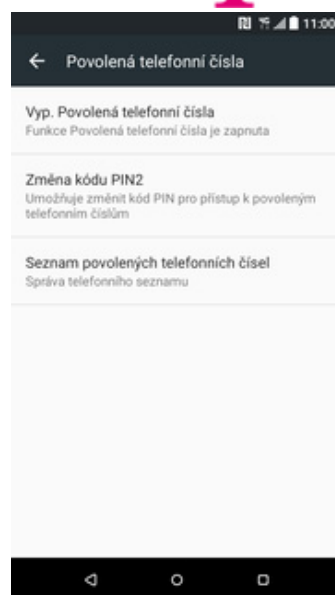 11:00
Povolená telefonní čísla
Vyp. Povolená telefonní čísla
Funkce Povolená telefonní čísla je zapnuta
Změna kódu PIN2
Umožňuje změnit kód PIN pro přístup k povoleným
telefonním číslům
Seznam povolených telefonních čísel
Správa telefonního seznamu